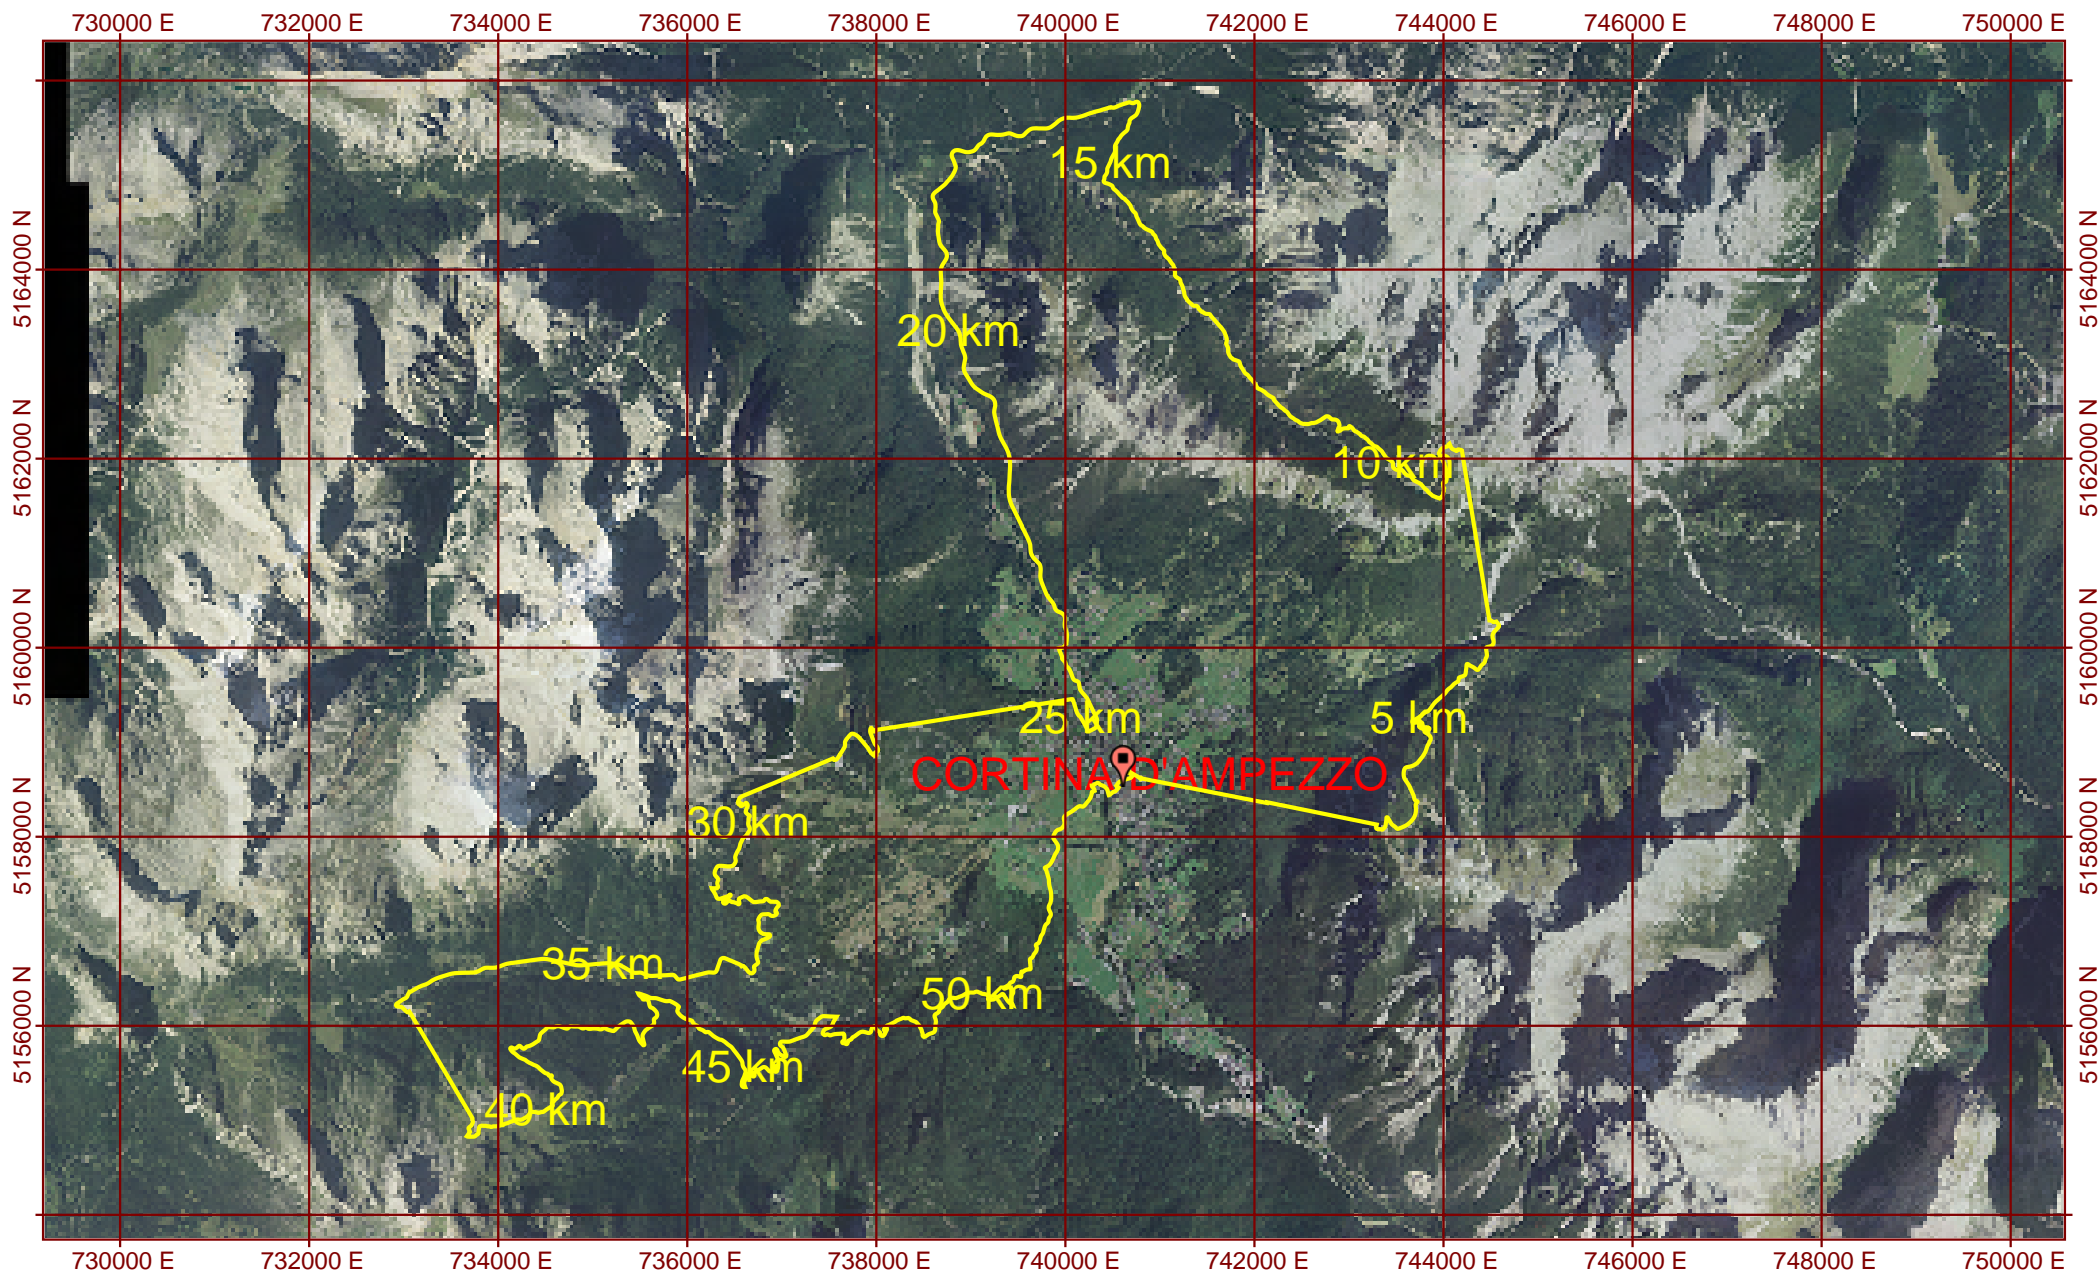 730000 E 732000 E 734000 E 736000 E 738000 E 740000 E 742000 E 744000 E 746000 E 748000 E 750000 E
15 km
5164000 N 5164000 N
20 km
5162000 N 10 km 5162000 N
5160000 N 5160000 N
25 km 5 km
CORTINA D'AMPEZZO
30 km
5158000 N 5158000 N
35 km
50 km
5156000 N 5156000 N
45 km
40 km
730000 E 732000 E 734000 E 736000 E 738000 E 740000 E 742000 E 744000 E 746000 E 748000 E 750000 E